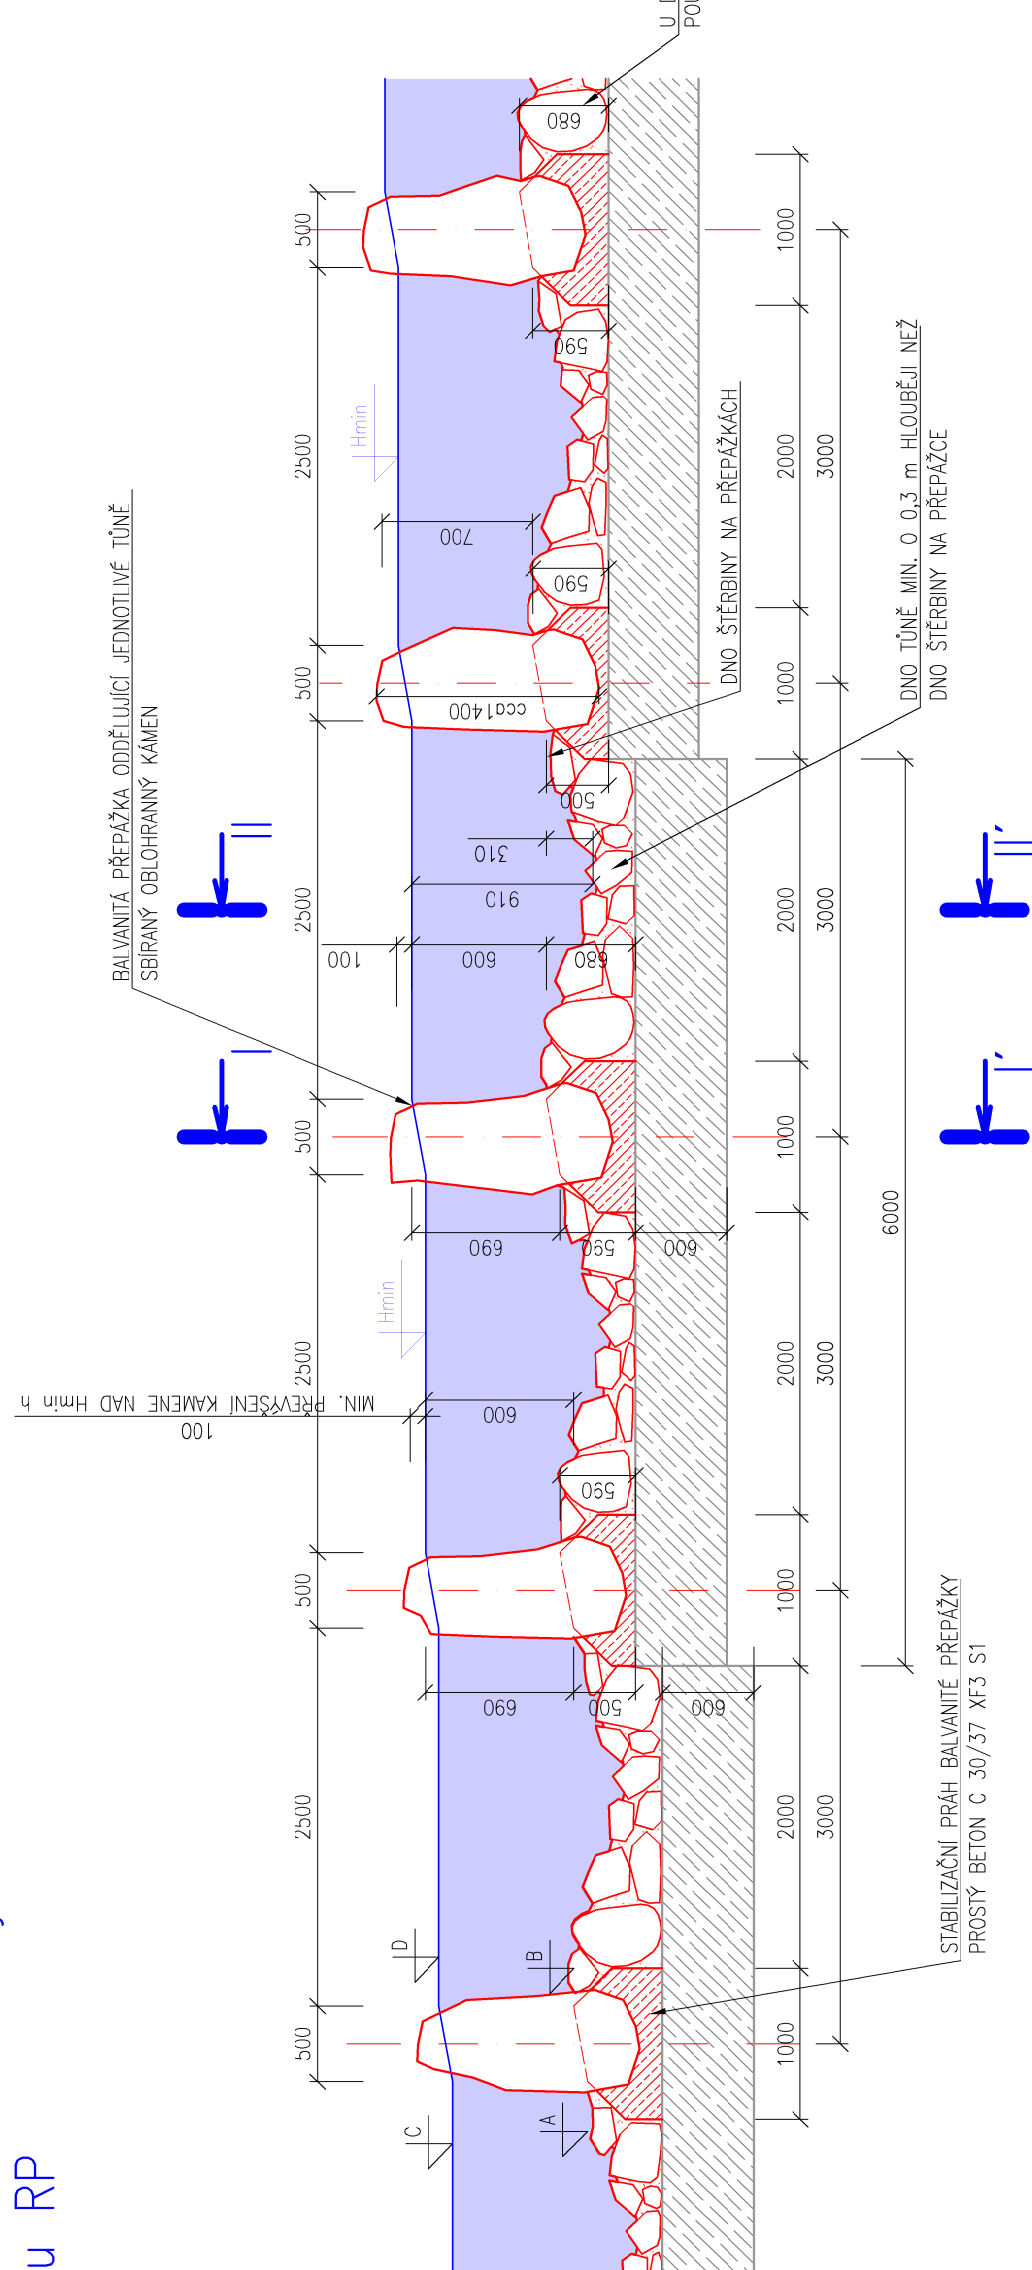 u RP
BALVANITÁ PŘEPÁŽKA ODDĚLUJÍCÍ JEDNOTLIVÉ TŮNĚ
SBÍRANÝ OBLOHRANNÝ KÁMEN
MIN. PŘEVÝŠENÍ KAMENE NAD Hmin h
100
I
II
500
2500
500
2500
500
2500
500
2500
500
C
D
Hmin
Hmin
A
B
690
500
600
590
600
690
590
600
100
600
680
910
310
500
cca1400
590
700
590
680
U
DNO ŠTĚRBINY NA PŘEPÁŽKÁCH
DNO TŮNĚ MIN. O 0,3 m HLOUBĚJI NEŽ
DNO ŠTĚRBINY NA PŘEPÁŽCE
1000
2000
1000
2000
1000
2000
1000
2000
1000
3000
3000
3000
3000
6000
STABILIZAČNÍ PRÁH BALVANITÉ PŘEPÁŽKY
PROSTÝ BETON C 30/37 XF3 S1
I´
II´